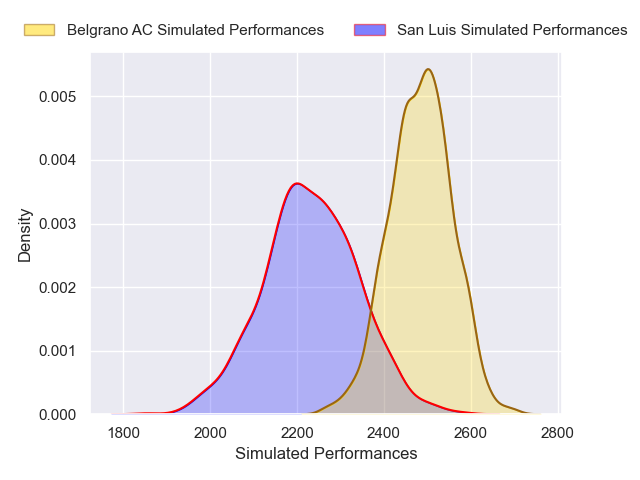 Belgrano AC Simulated Performances San Luis Simulated Performances
0.005
0.004
0.003
0.002
0.001
0.000
Density
1800 2000 2200 2400 2600 2800
Simulated Performances